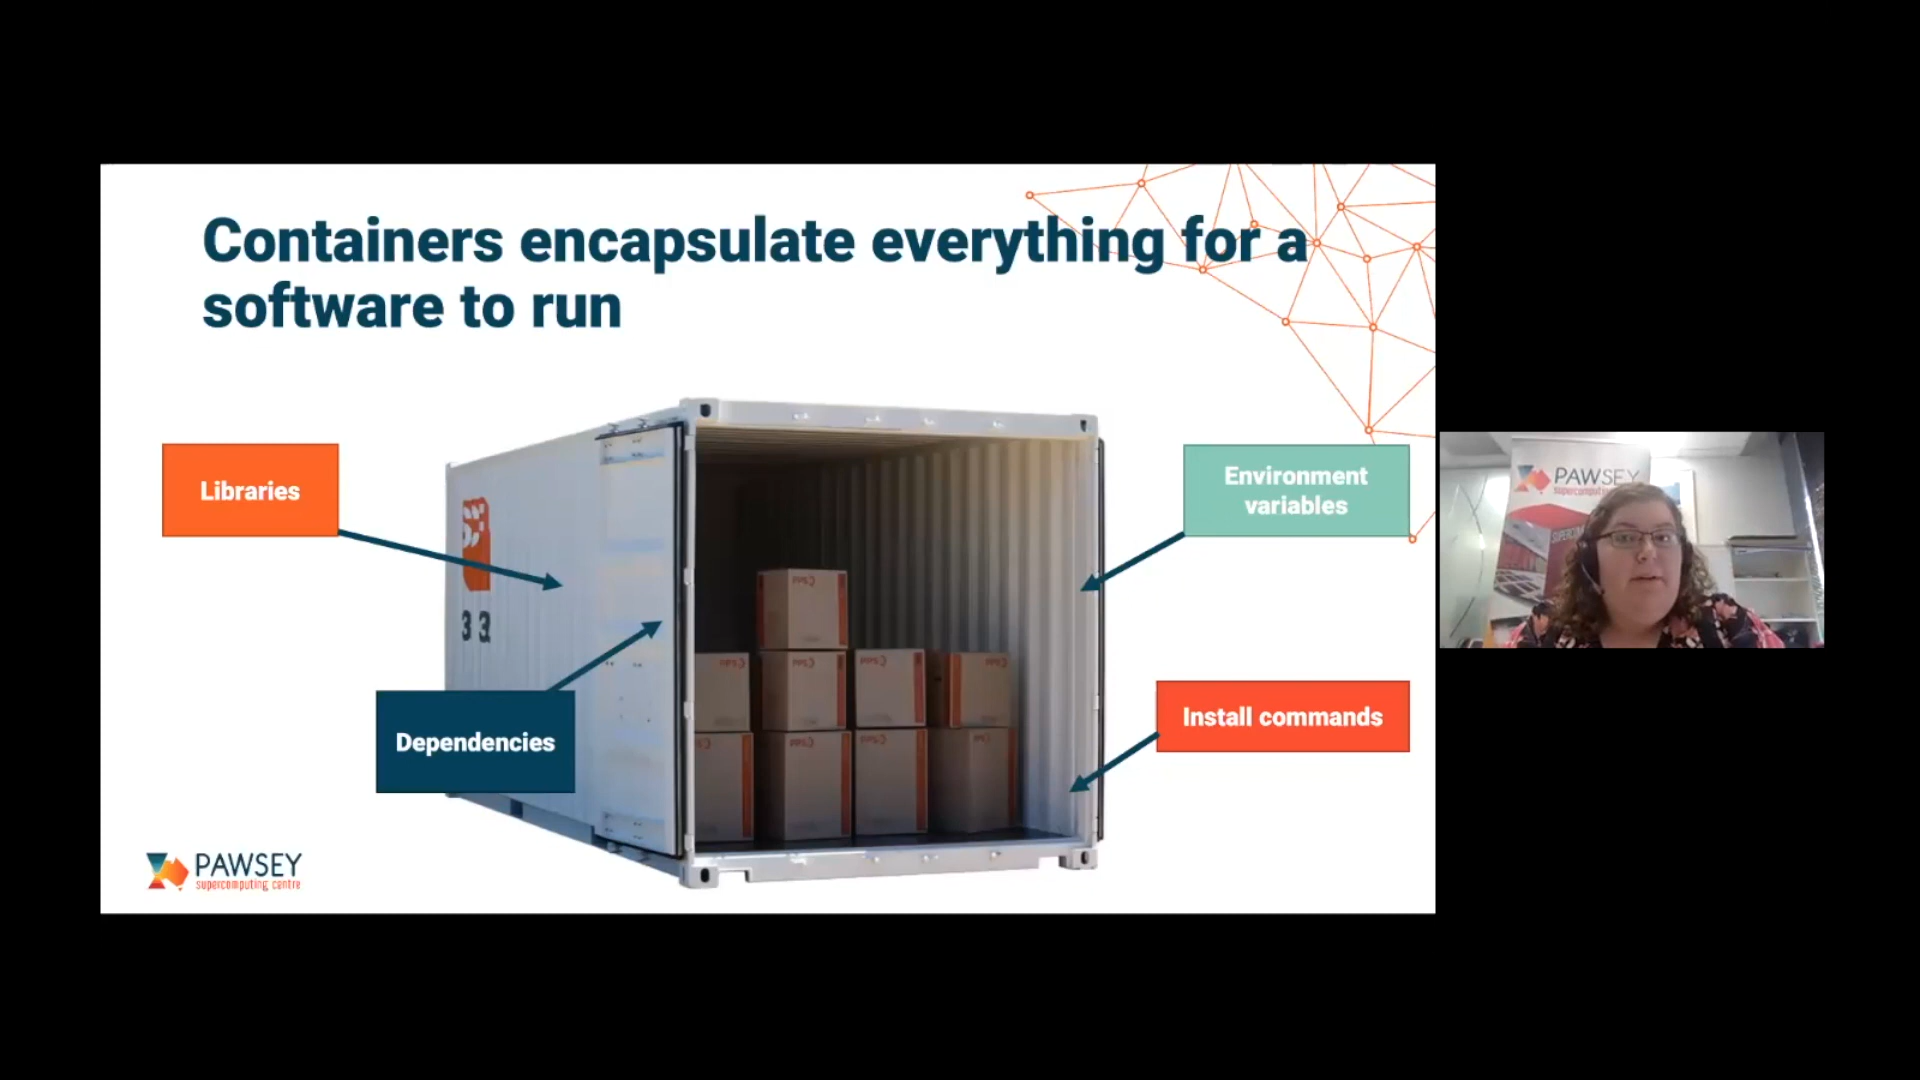 Containers encapsulate everything for a
software to run
Libraries
Environment
variables
Dependencies
Install commands
33
PAWSEY
supercomputing centre
PAWSEY